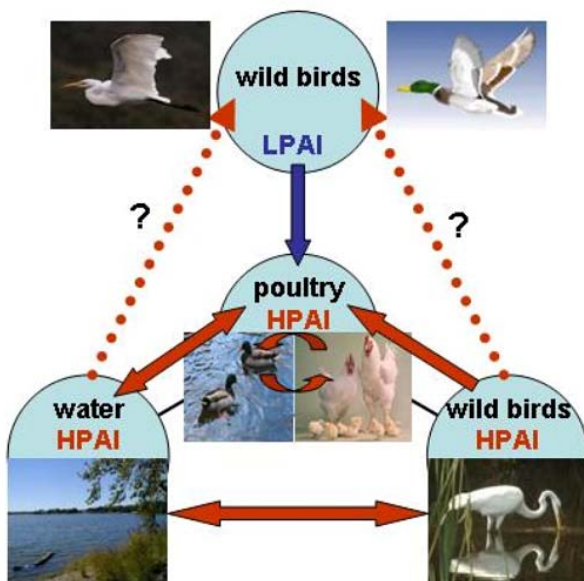 wild birds
LPAI
?
?
poultry
HPAI
water
HPAI
wild birds
HPAI